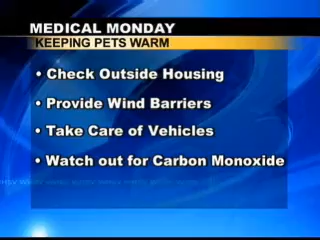 MEDICAL MONDAY
KEEPING PETS WARM
• Check Outside Housing
• Provide Wind Barriers
• Take Care of Vehicles
• Watch out for Carbon Monoxide